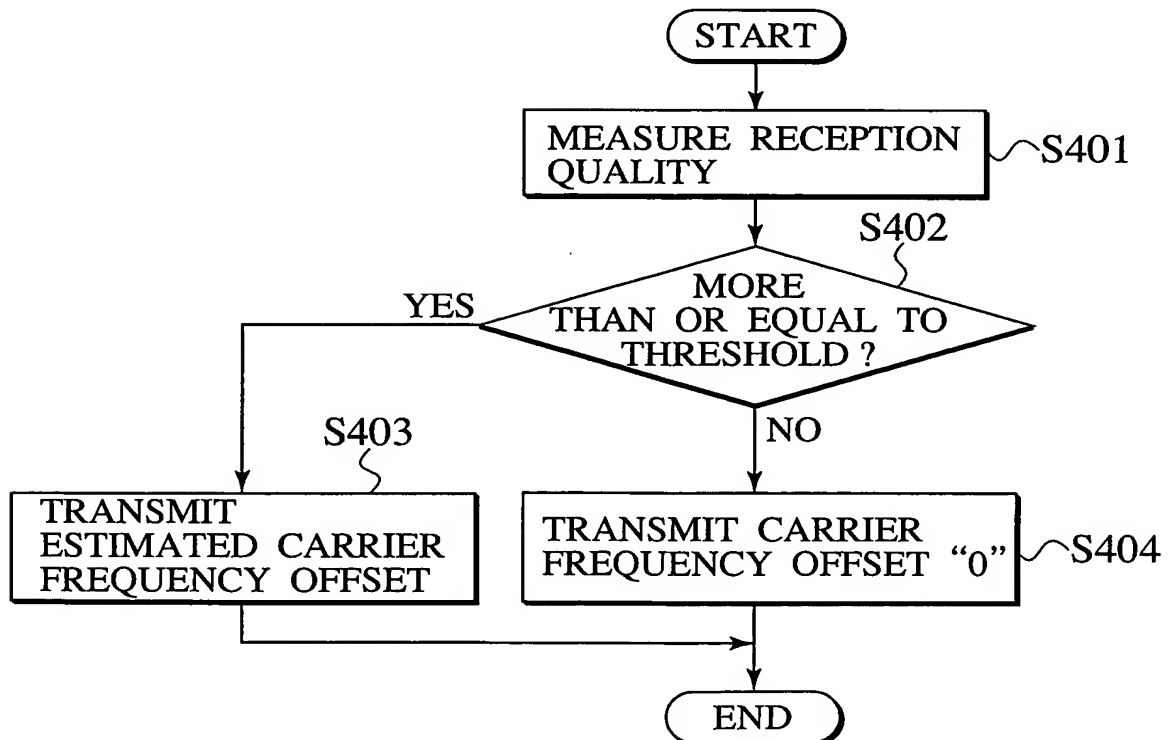 START
MEASURE RECEPTION
QUALITY
S401
S402
MORE
THAN OR EQUAL TO
THRESHOLD ?
YES
NO
S403
TRANSMIT
ESTIMATED CARRIER
FREQUENCY OFFSET
TRANSMIT CARRIER
FREQUENCY OFFSET “0”
S404
END